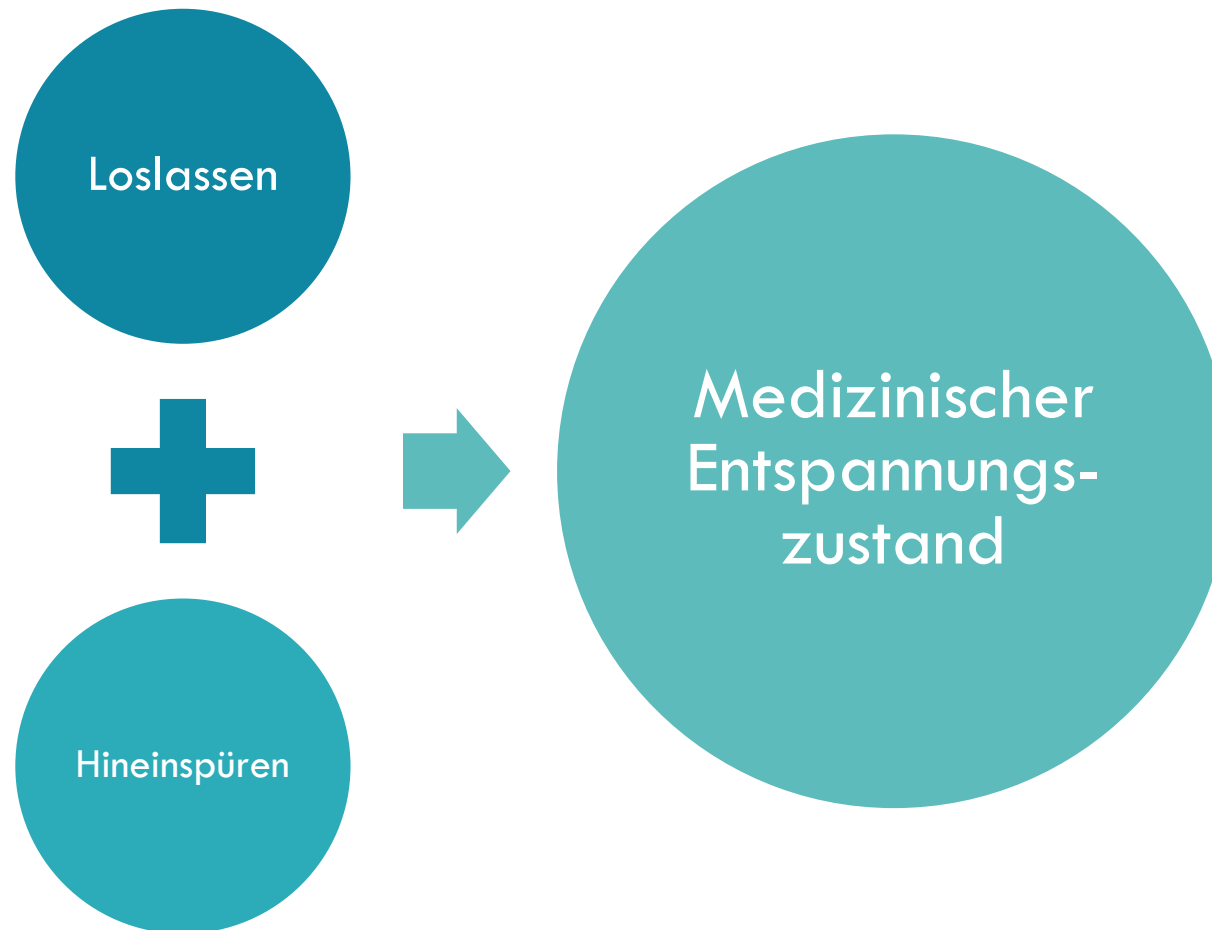 Loslassen
Hineinspüren
Medizinischer
Entspannungs-
zustand